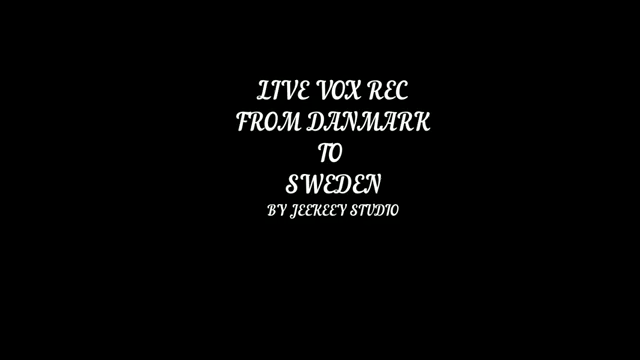 LIVE VOX REC
FROM DANMARK
TO
SWEDEN
BY JEEKEEY STUDIO